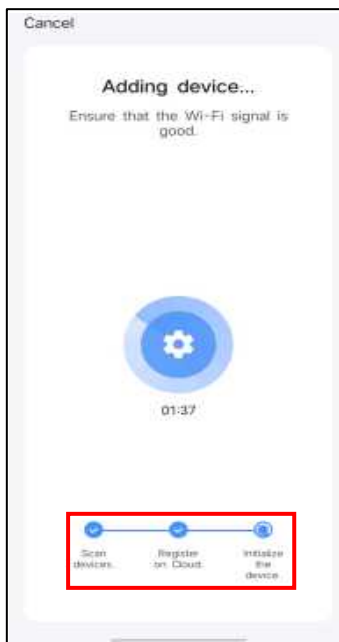 Cancel
Adding device...
Ensure that the Wi-Fi signal is
good.
01:37
Scan
devices.
Register
on Cloud.
Initialize
the
device.